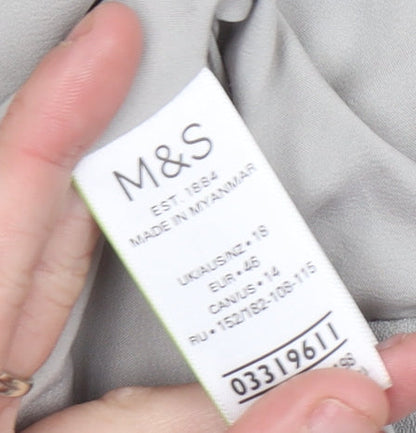 M&S
EST. 1884
MADE IN MYANMAR
UK/AUS/NZ • 18
EUR • 46
CAN/US • 14
RU • 152/182-108-115
03319611